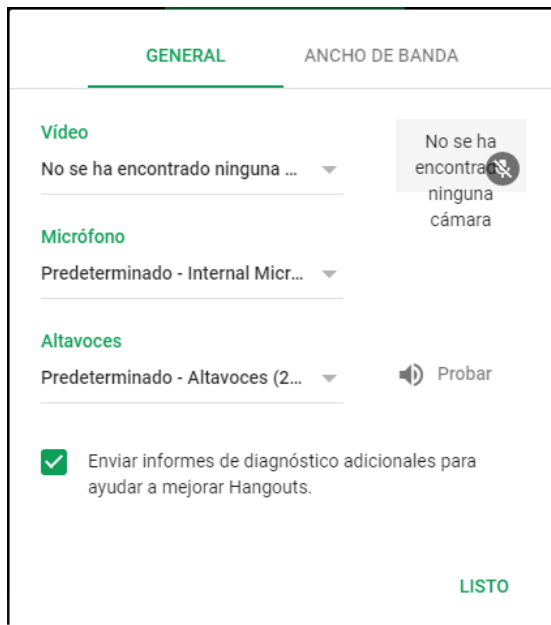 GENERAL
ANCHO DE BANDA
Vídeo
No se ha encontrado ninguna ...
No se ha
encontrado
ninguna
cámara
Micrófono
Predeterminado - Internal Micr...
Altavoces
Predeterminado - Altavoces (2...
Probar
Enviar informes de diagnóstico adicionales para
ayudar a mejorar Hangouts.
LISTO